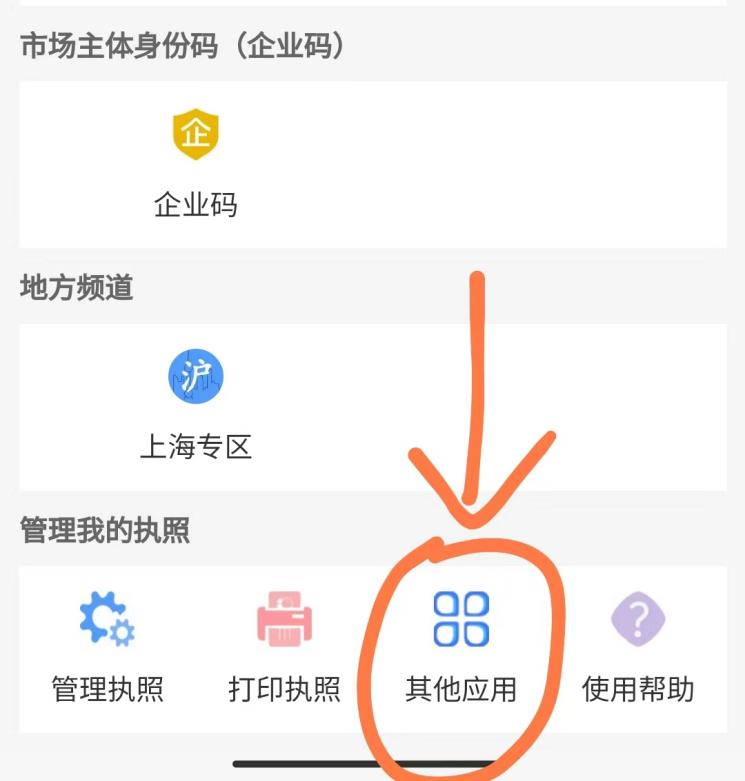 市场主体身份码（企业码）
企
企业码
地方频道
沪
上海专区
管理我的执照
?
管理执照 打印执照 其他应用 使用帮助